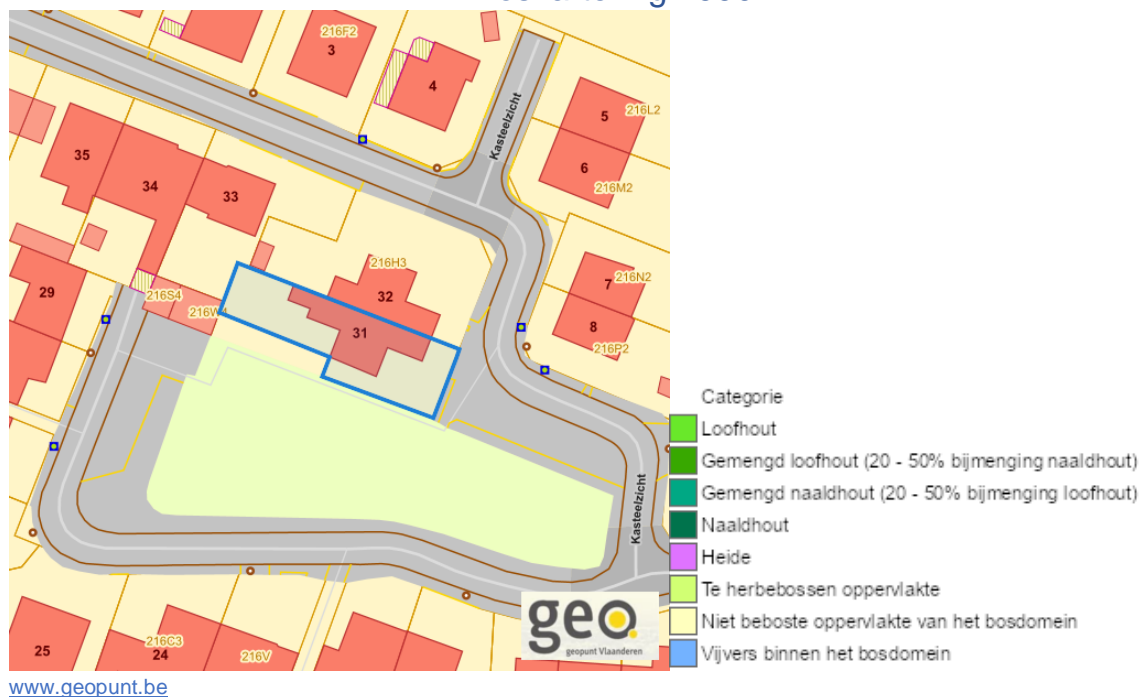 216F2
3
4
5
216L2
Kasteelzicht
6
216M2
35
34
33
216H3
32
7
216N2
29
216S4
31
8
216P2
Categorie
Loofhout
Gemengd loofhout (20 - 50% bijmenging naaldhout)
Gemengd naaldhout (20 - 50% bijmenging loofhout)
Kasteelzicht
Naaldhout
Heide
Te herbebossen oppervlakte
geo.
geopunt Vlaanderen
Niet beboste oppervlakte van het bosdomein
216C3
25
24
216V
Vijvers binnen het bosdomein
www.geopunt.be